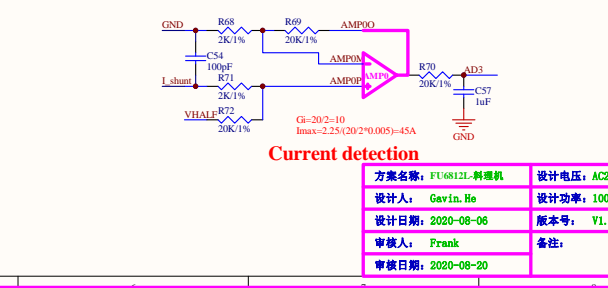 GND
R68
2K/1%
R69
20K/1%
AMP0O
C54
100pF
AMP0M
AMP0
R70
20K/1%
AD3
I_shunt
R71
2K/1%
AMP0P
C57
1uF
VHALF
R72
20K/1%
GND
Gi=20/2=10
Imax=2.25/(20/2*0.005)=45A
Current detection
方案名称: FU6812L-料理机 设计电压: AC2
设计人: Gavin.He 设计功率: 100
设计日期: 2020-08-06 版本号: V1.
审核人: Frank 备注:
审核日期: 2020-08-20